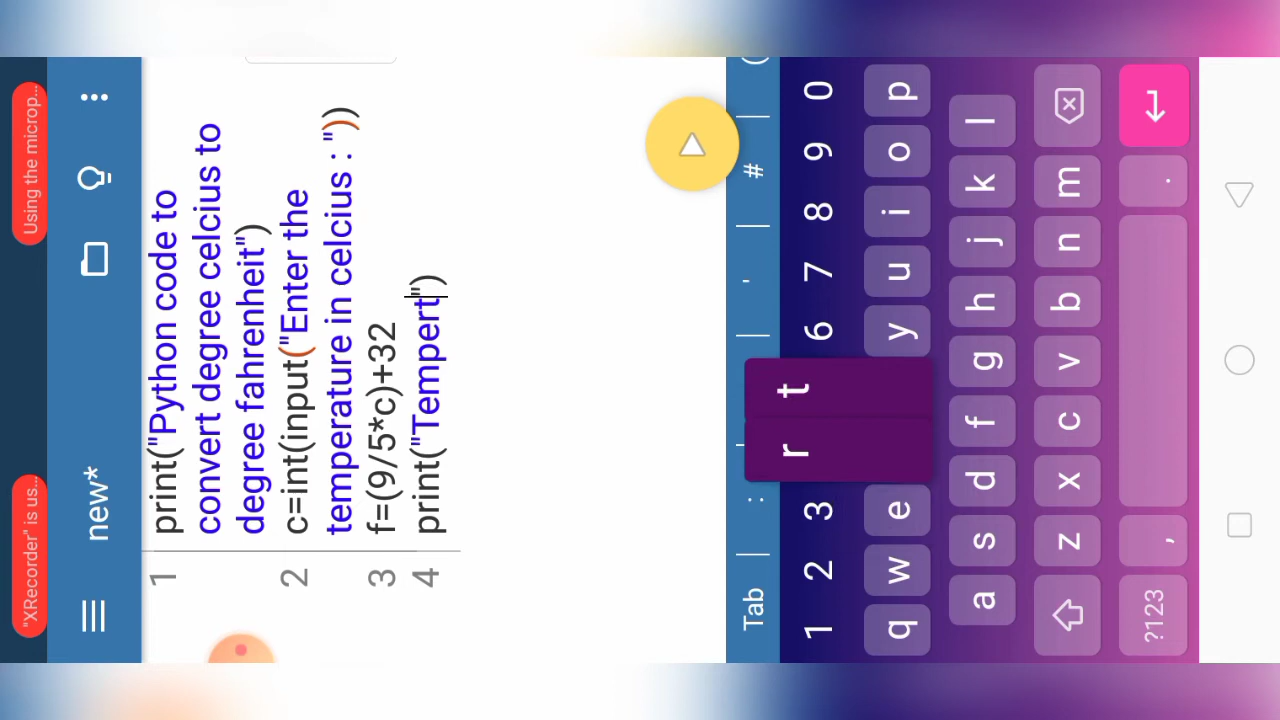 "XRecorder" is us...
Using the microp...
new*
1 print("Python code to
convert degree celcius to
degree fahrenheit")
2 c=int(input("Enter the
temperature in celcius : "))
3 f=(9/5*c)+32
4 print("Tempert")
Tab : ' # (
1 2 3 6 7 8 9 0
q w e r t y u i o p
a s d f g h j k l
z x c v b n m
?123 , .